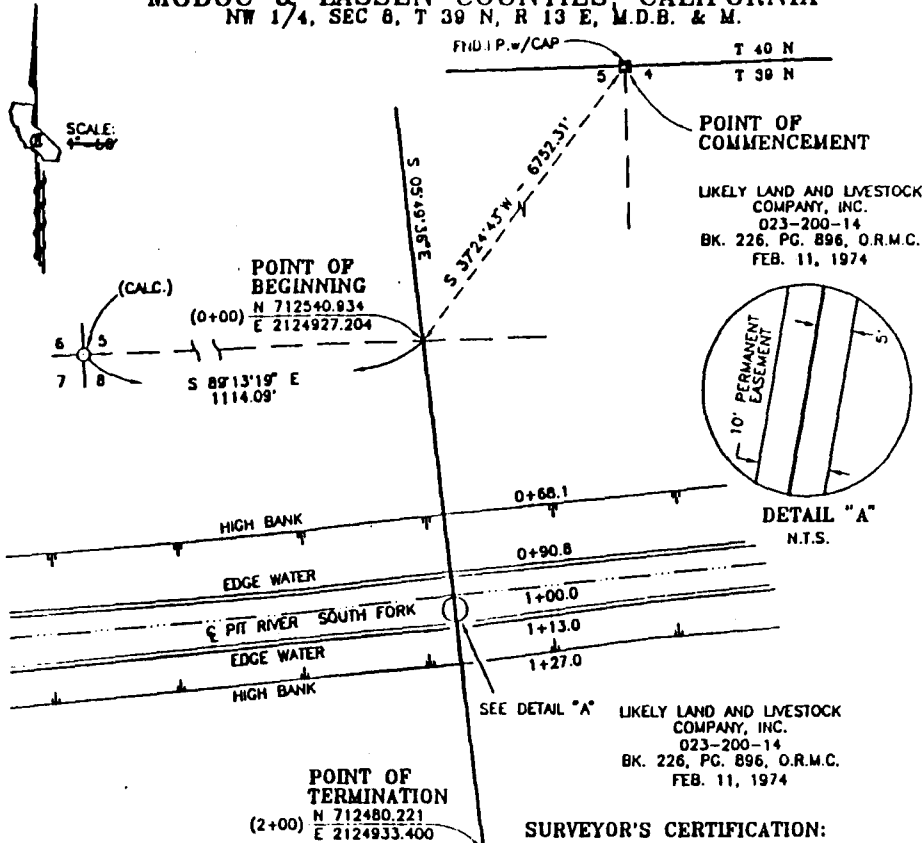 MODOC & LASSEN COUNTIES, CALIFORNIA
NW 1/4, SEC 8, T 39 N, R 13 E, M.D.B. & M.
FND.I.P.w/CAP
T 40 N
5 4
T 39 N
SCALE:
1"=60'
POINT OF
COMMENCEMENT
S 05°49'36"E
S 37°24'43"W - 6752.31'
LIKELY LAND AND LIVESTOCK
COMPANY, INC.
023-200-14
BK. 226, PG. 896, O.R.M.C.
FEB. 11, 1974
POINT OF
BEGINNING
(CALC.)
(0+00) N 712540.934
E 2124927.204
6 5
7 8
S 89°13'19" E
1114.09'
10' PERMANENT
EASEMENT
5'
DETAIL "A"
N.T.S.
HIGH BANK
0+68.1
EDGE WATER
0+90.8
℄ PIT RIVER SOUTH FORK
1+00.0
EDGE WATER
1+13.0
HIGH BANK
1+27.0
SEE DETAIL "A"
LIKELY LAND AND LIVESTOCK
COMPANY, INC.
023-200-14
BK. 226, PG. 896, O.R.M.C.
FEB. 11, 1974
POINT OF
TERMINATION
(2+00) N 712480.221
E 2124933.400
SURVEYOR'S CERTIFICATION: